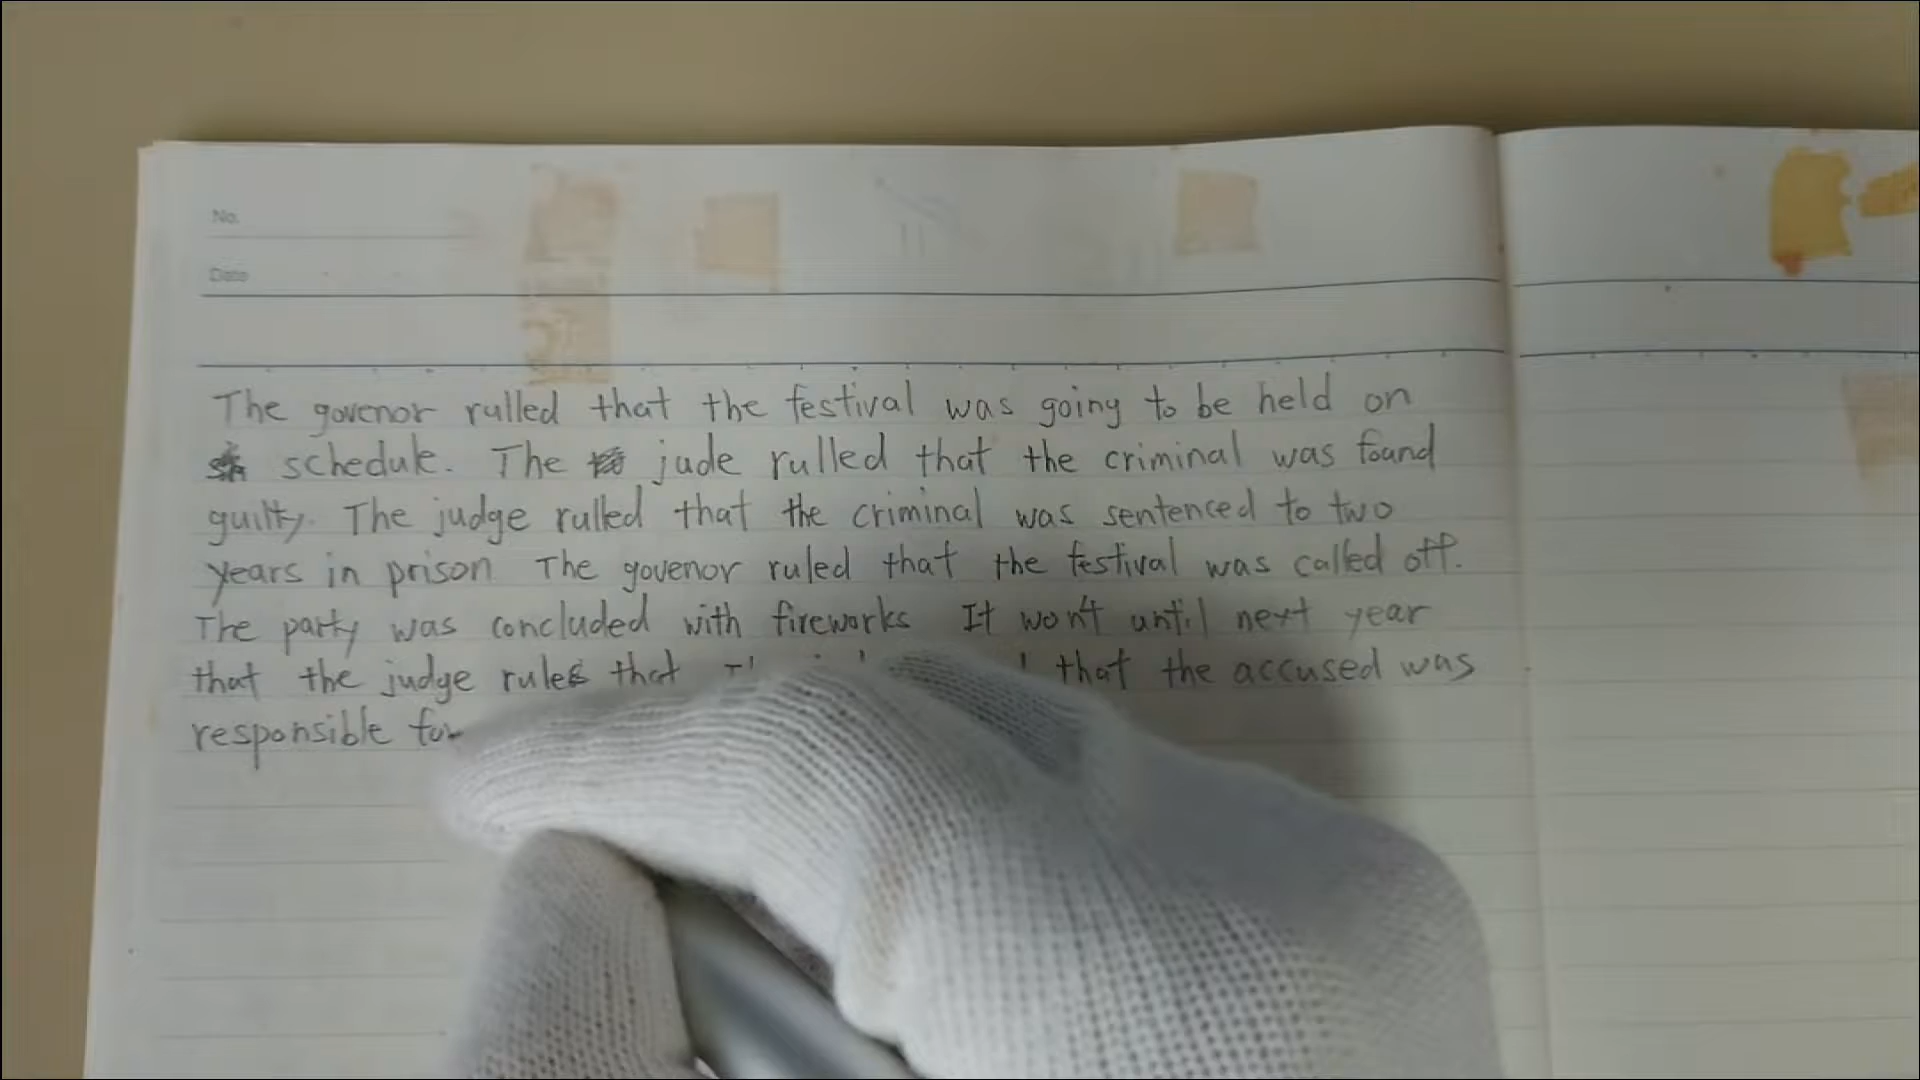 No.
Date
The govenor rulled that the festival was going to be held on
schedule. The jude rulled that the criminal was found
guilty. The judge rulled that the criminal was sentenced to two
years in prison The govenor ruled that the festival was called off.
The party was concluded with fireworks It won't until next year
that the judge rules that that the accused was
responsible for